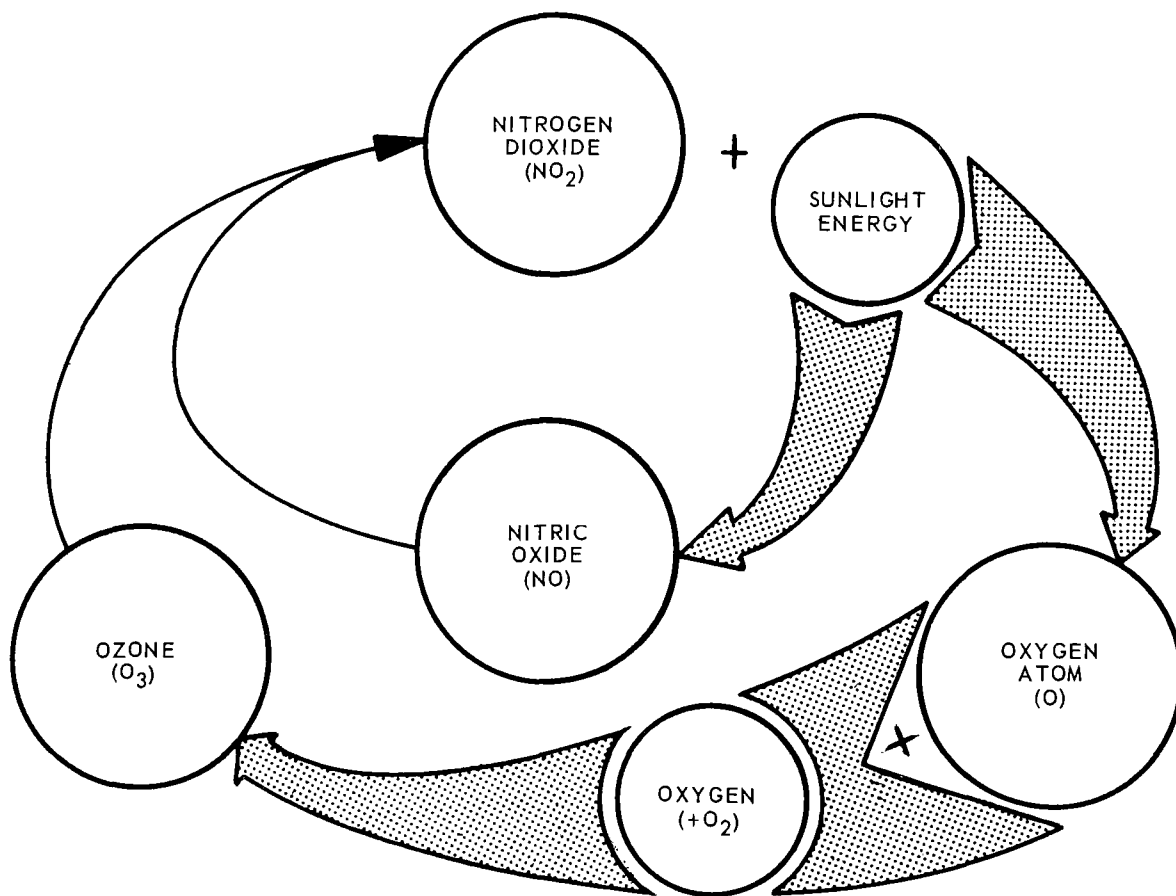 NITROGEN
DIOXIDE
(NO₂)
+
SUNLIGHT
ENERGY
NITRIC
OXIDE
(NO)
OZONE
(O₃)
OXYGEN
ATOM
(O)
+
OXYGEN
(+O₂)